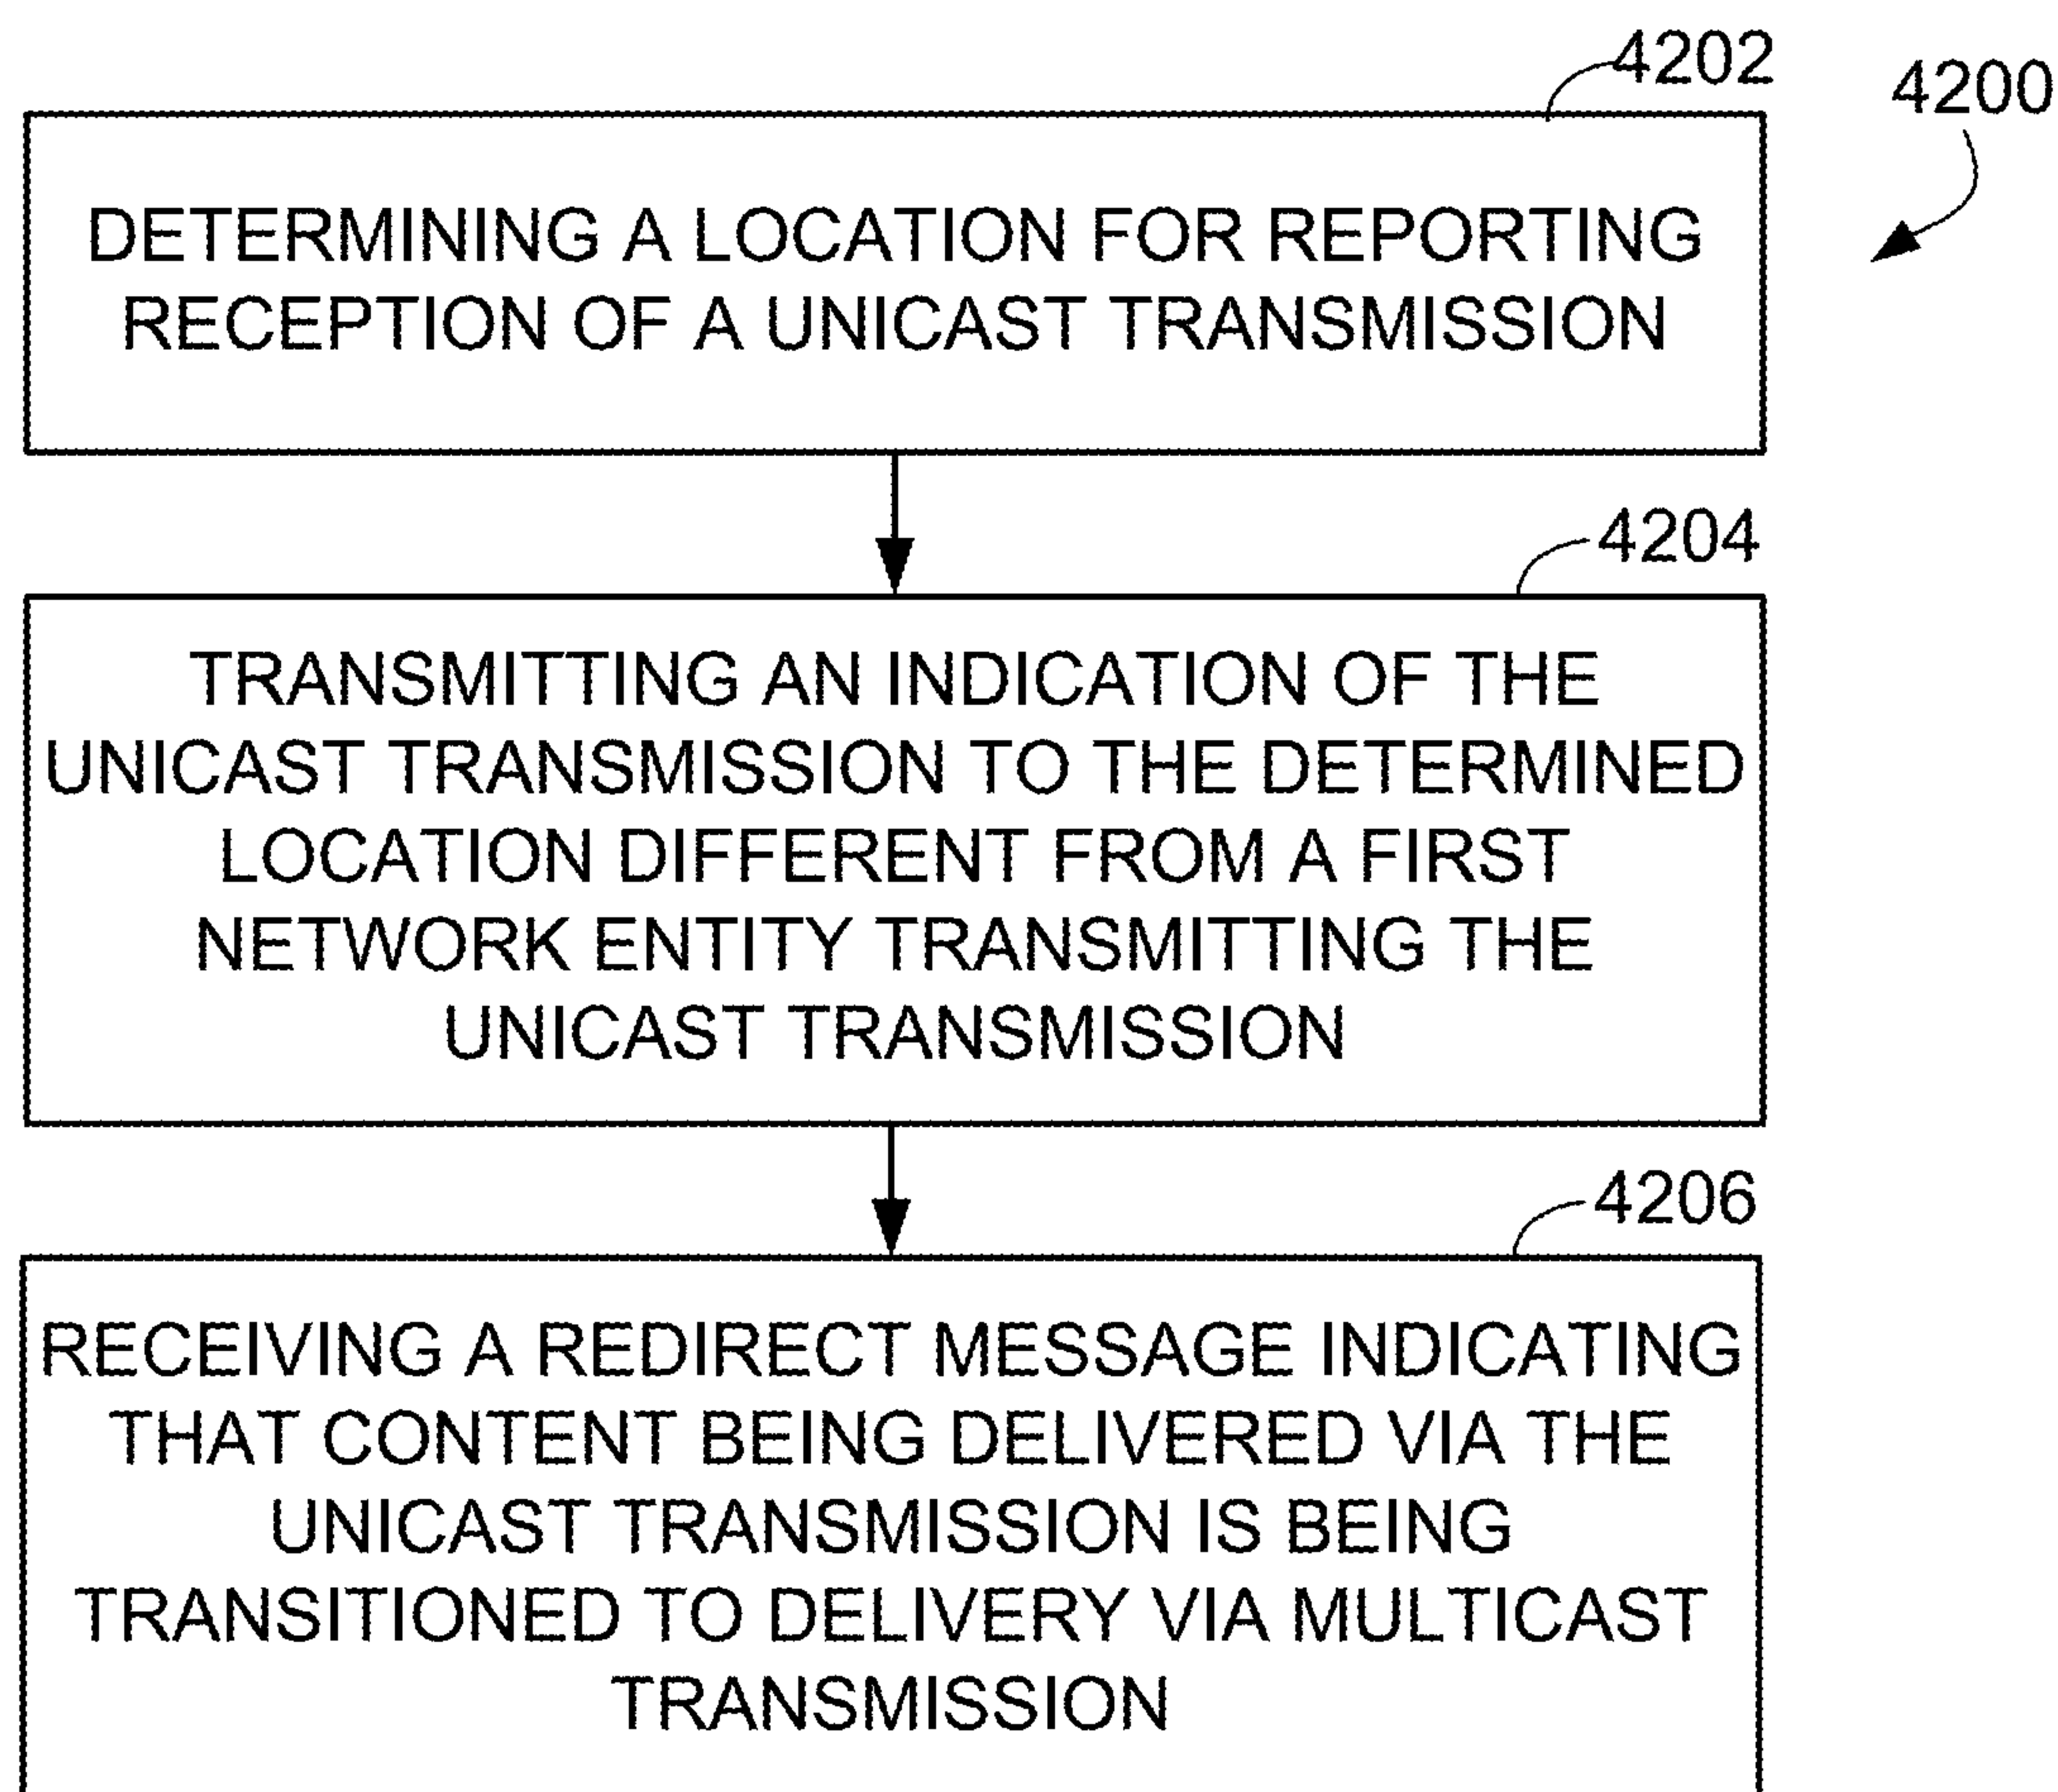 4202
4200
DETERMINING A LOCATION FOR REPORTING
RECEPTION OF A UNICAST TRANSMISSION
4204
TRANSMITTING AN INDICATION OF THE
UNICAST TRANSMISSION TO THE DETERMINED
LOCATION DIFFERENT FROM A FIRST
NETWORK ENTITY TRANSMITTING THE
UNICAST TRANSMISSION
4206
RECEIVING A REDIRECT MESSAGE INDICATING
THAT CONTENT BEING DELIVERED VIA THE
UNICAST TRANSMISSION IS BEING
TRANSITIONED TO DELIVERY VIA MULTICAST
TRANSMISSION